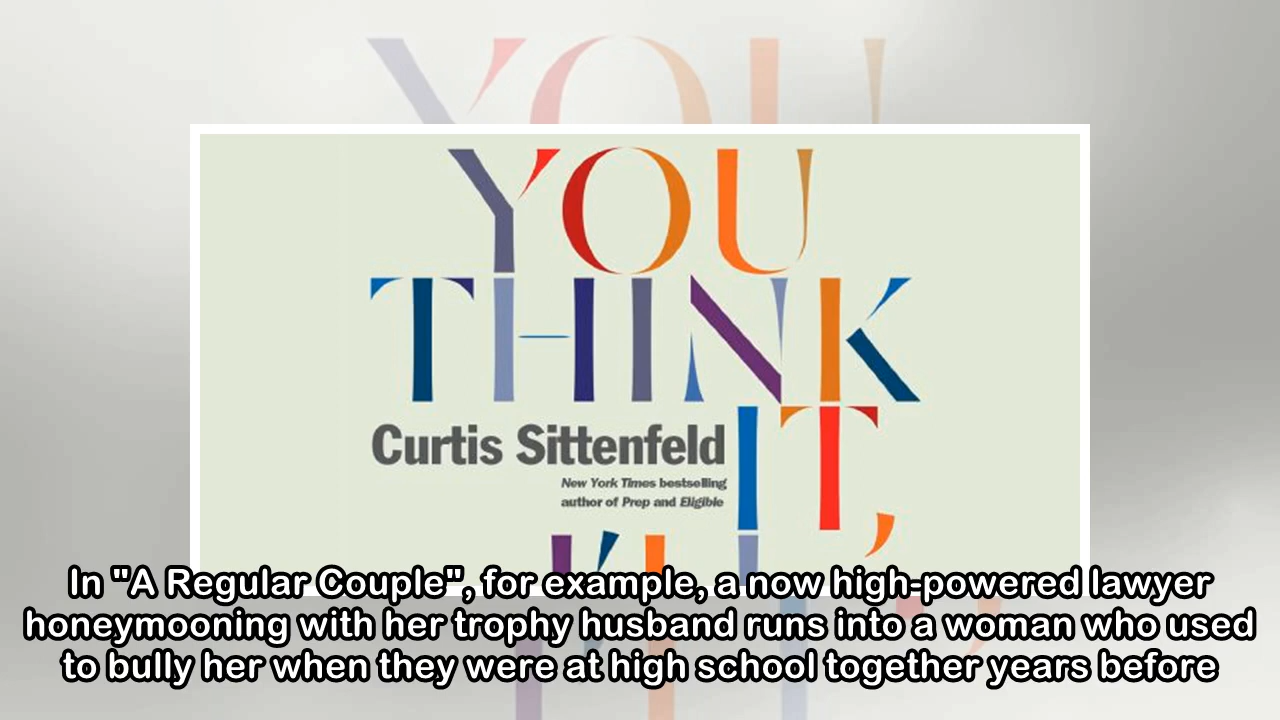 YOU
YOU
THINK
Curtis Sittenfeld IT,
New York Times bestselling
author of Prep and Eligible
In "A Regular Couple", for example, a now high-powered lawyer
honeymooning with her trophy husband runs into a woman who used
to bully her when they were at high school together years before